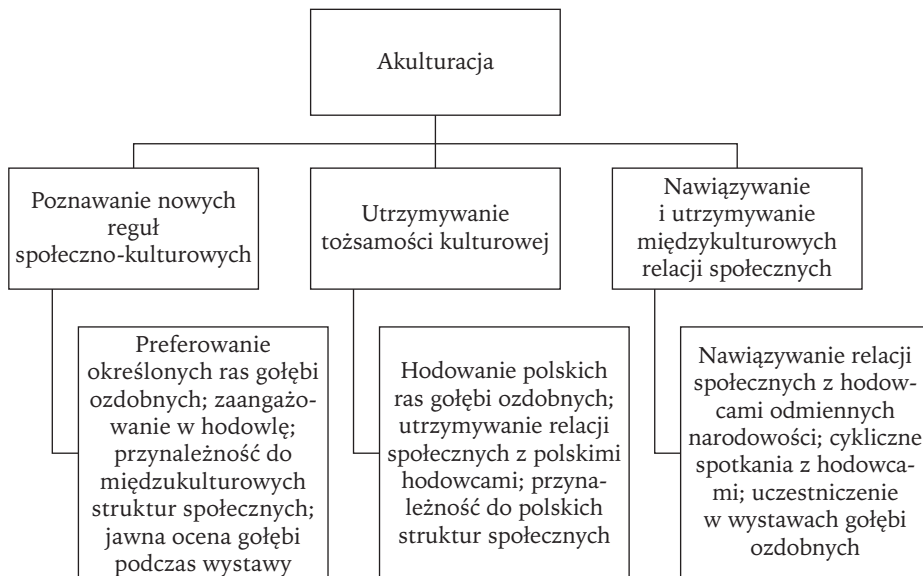 Akulturacja
Poznawanie nowych
reguł
społeczno-kulturowych
Utrzymywanie
tożsamości kulturowej
Nawiązywanie
i utrzymywanie
międzykulturowych
relacji społecznych
Preferowanie
określonych ras gołębi
ozdobnych; zaangażo-
wanie w hodowlę;
przynależność do
międzukulturowych
struktur społecznych;
jawna ocena gołębi
podczas wystawy
Hodowanie polskich
ras gołębi ozdobnych;
utrzymywanie relacji
społecznych z polskimi
hodowcami; przyna-
leżność do polskich
struktur społecznych
Nawiązywanie relacji
społecznych z hodow-
cami odmiennych
narodowości; cykliczne
spotkania z hodowca-
mi; uczestniczenie
w wystawach gołębi
ozdobnych